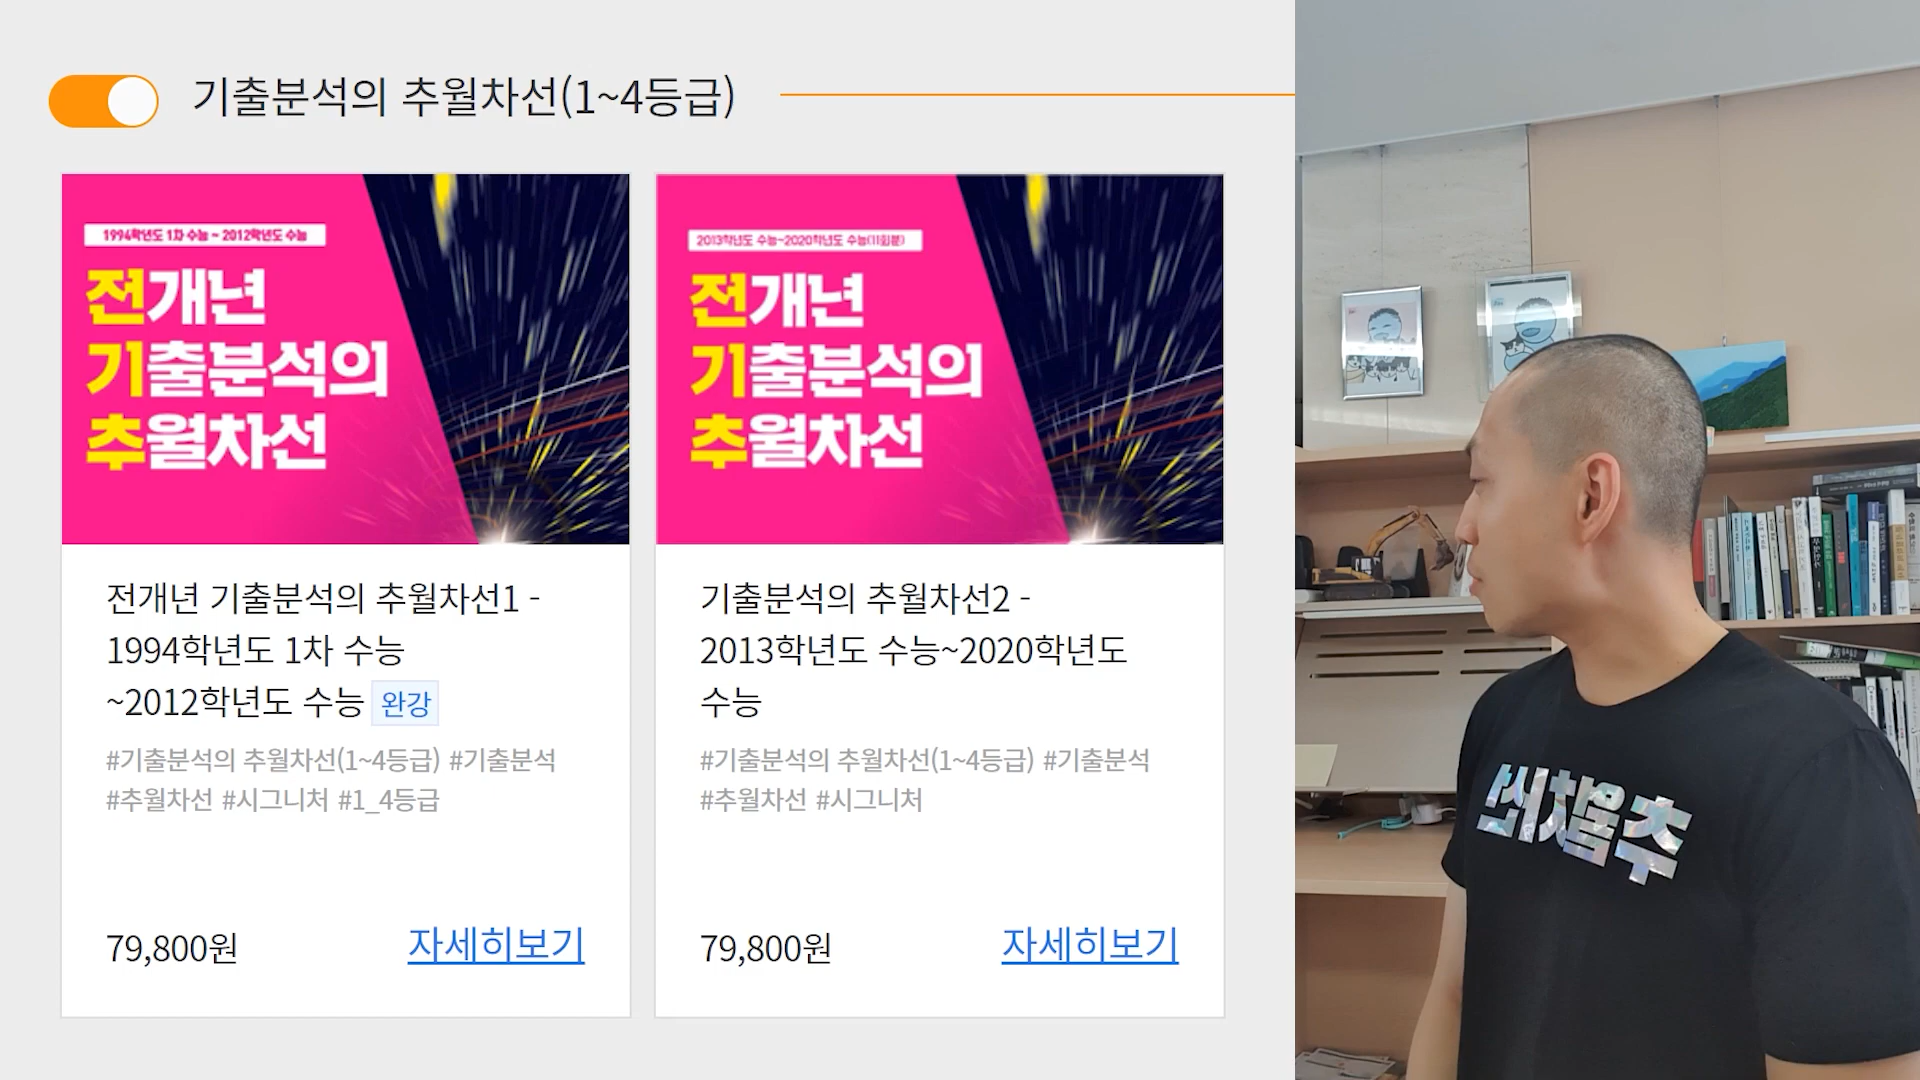 기출분석의 추월차선(1~4등급)
1994학년도 1차 수능 ~ 2012학년도 수능
전개년
기출분석의
추월차선
전개년 기출분석의 추월차선1 -
1994학년도 1차 수능
~2012학년도 수능 완강
#기출분석의 추월차선(1~4등급) #기출분석
#추월차선 #시그니처 #1_4등급
79,800원 자세히보기
2013학년도 수능~2020학년도 수능(11회분)
전개년
기출분석의
추월차선
기출분석의 추월차선2 -
2013학년도 수능~2020학년도
수능
#기출분석의 추월차선(1~4등급) #기출분석
#추월차선 #시그니처
79,800원 자세히보기